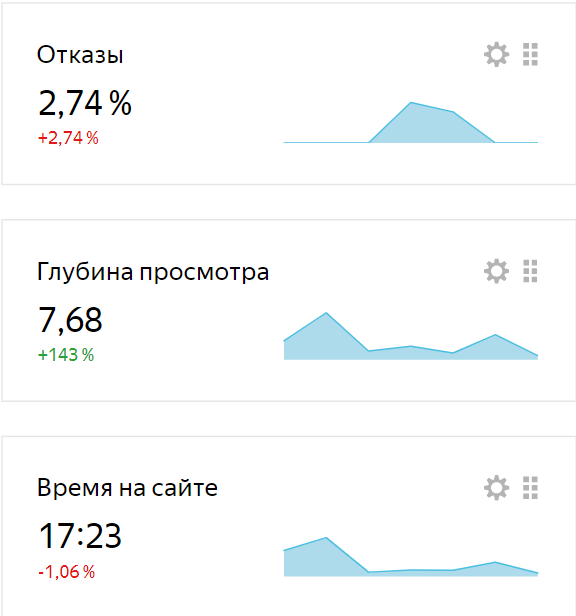 Отказы
2,74 %
+2,74 %
Глубина просмотра
7,68
+143 %
Время на сайте
17:23
-1,06 %